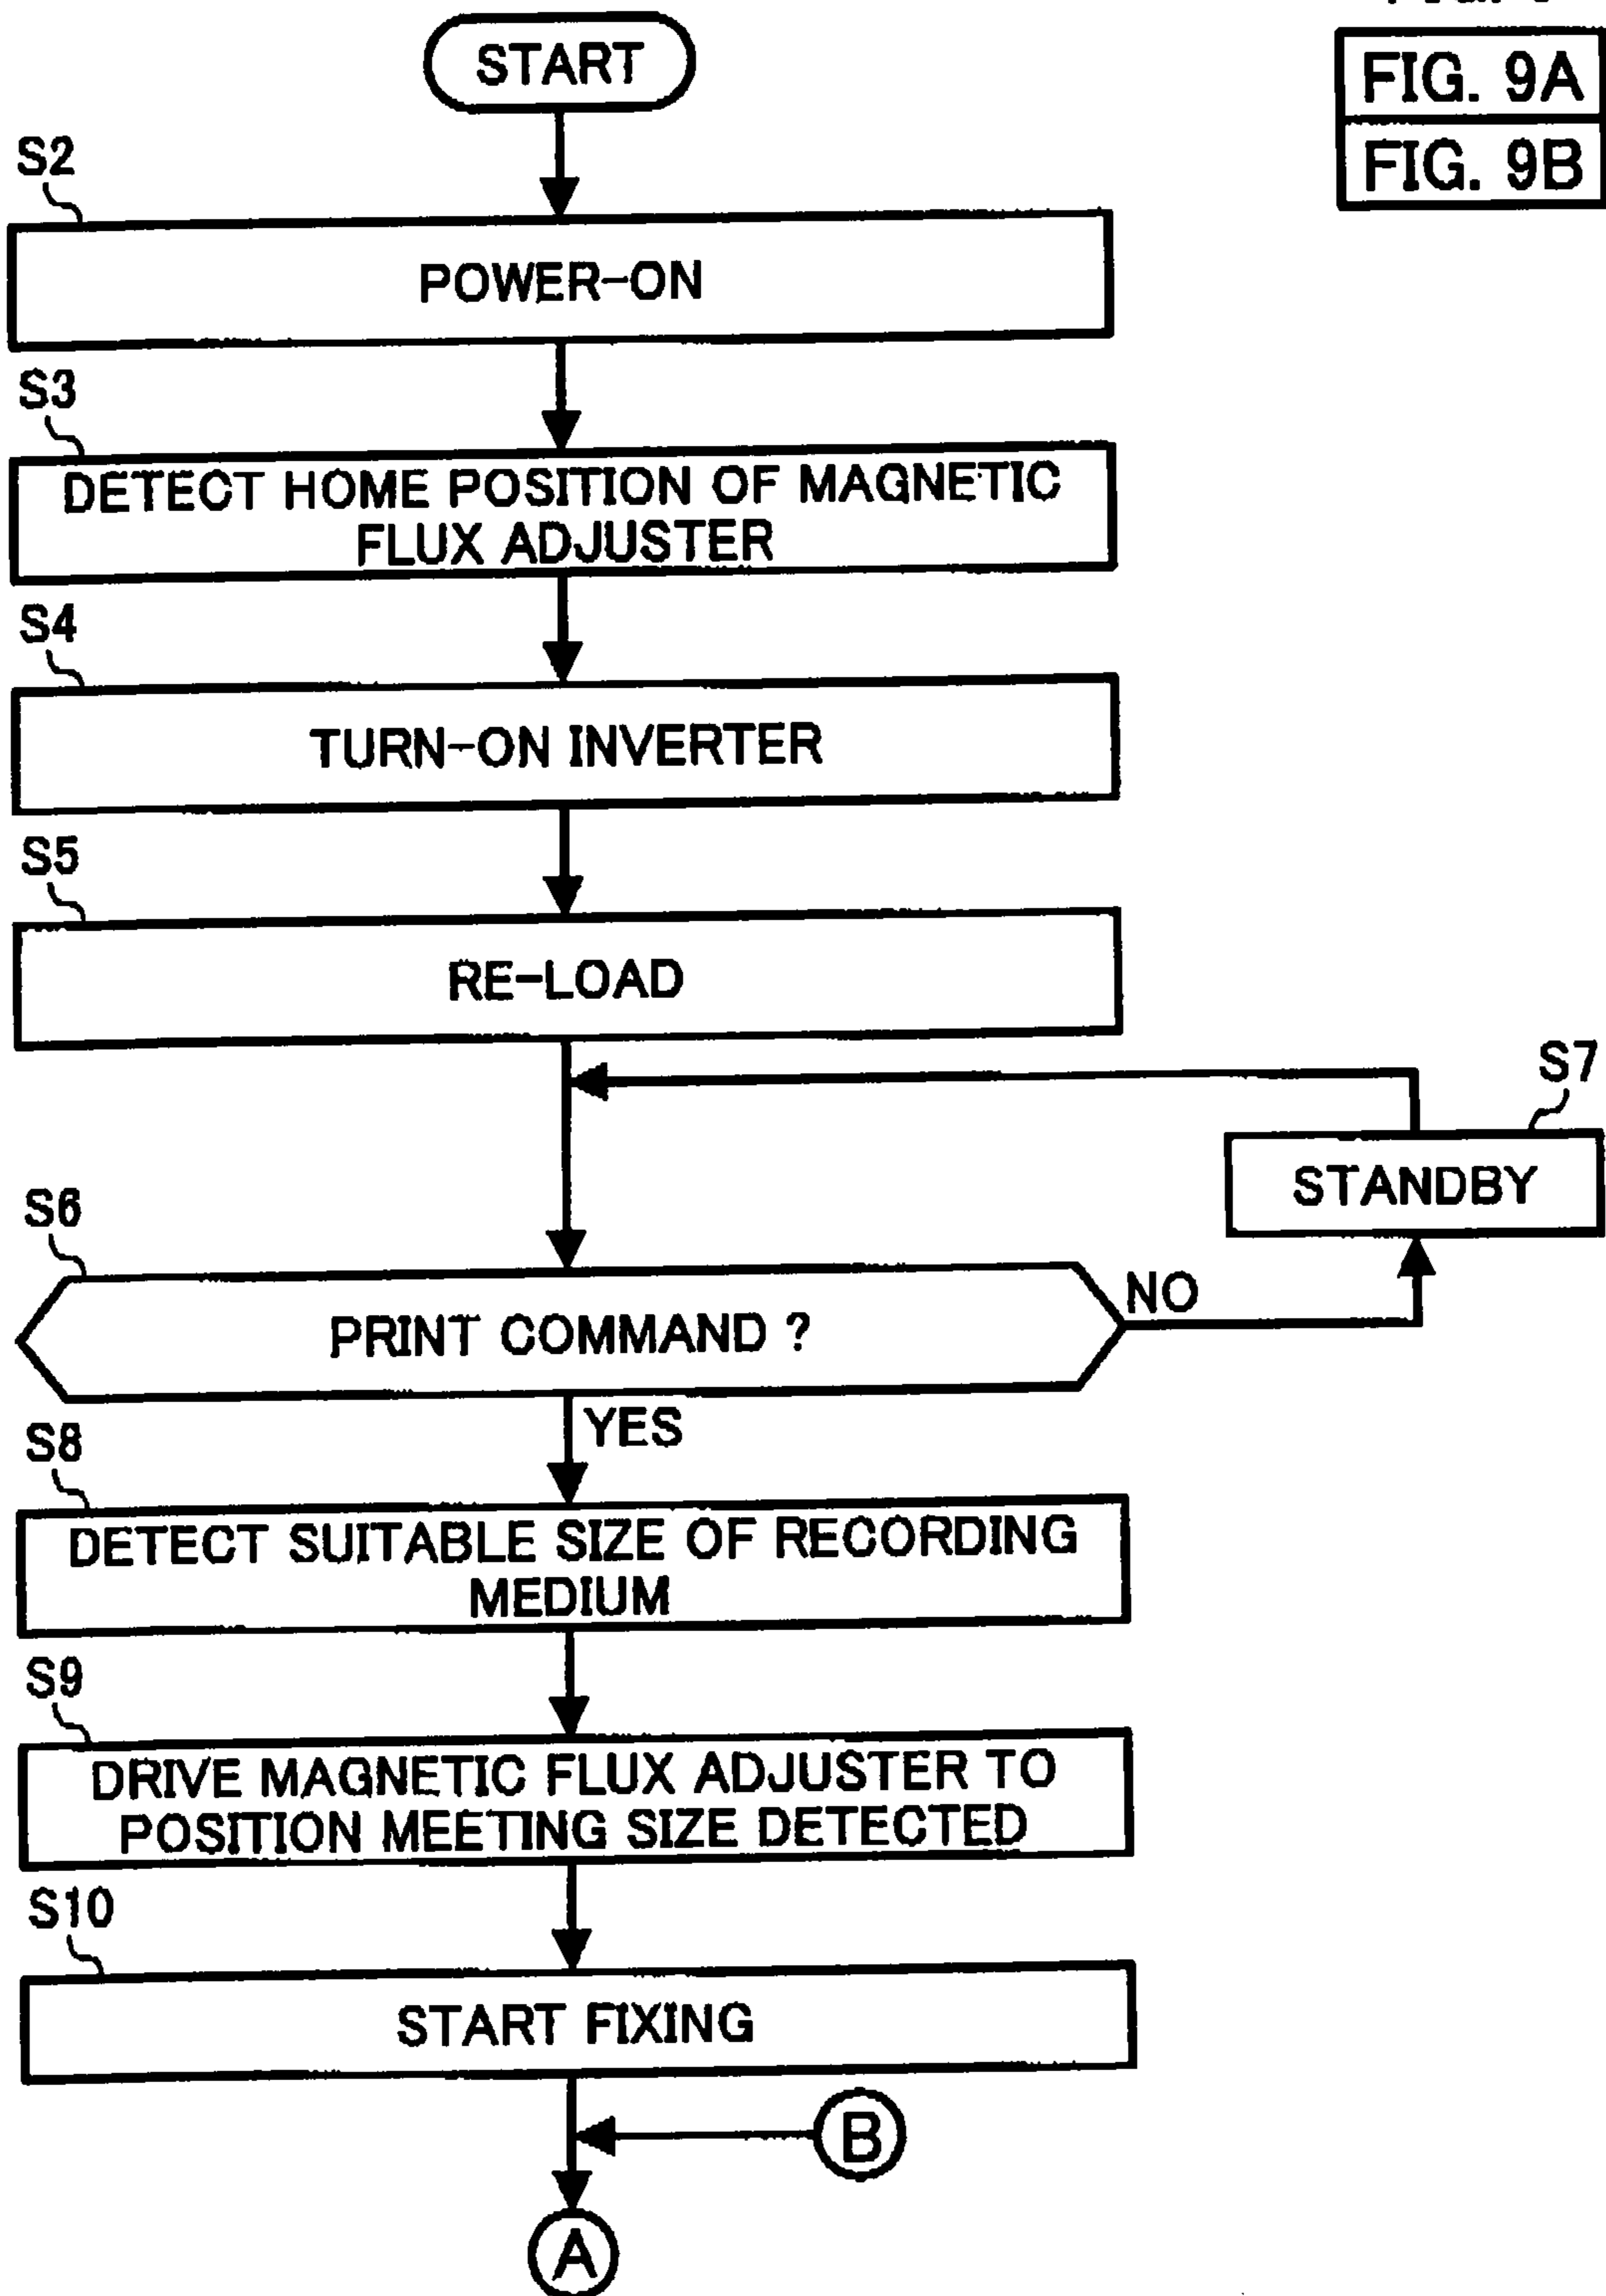 FIG. 9A
FIG. 9B
START
S2
POWER-ON
S3
DETECT HOME POSITION OF MAGNETIC
FLUX ADJUSTER
S4
TURN-ON INVERTER
S5
RE-LOAD
S7
STANDBY
S6
PRINT COMMAND ?
NO
YES
S8
DETECT SUITABLE SIZE OF RECORDING
MEDIUM
S9
DRIVE MAGNETIC FLUX ADJUSTER TO
POSITION MEETING SIZE DETECTED
S10
START FIXING
B
A